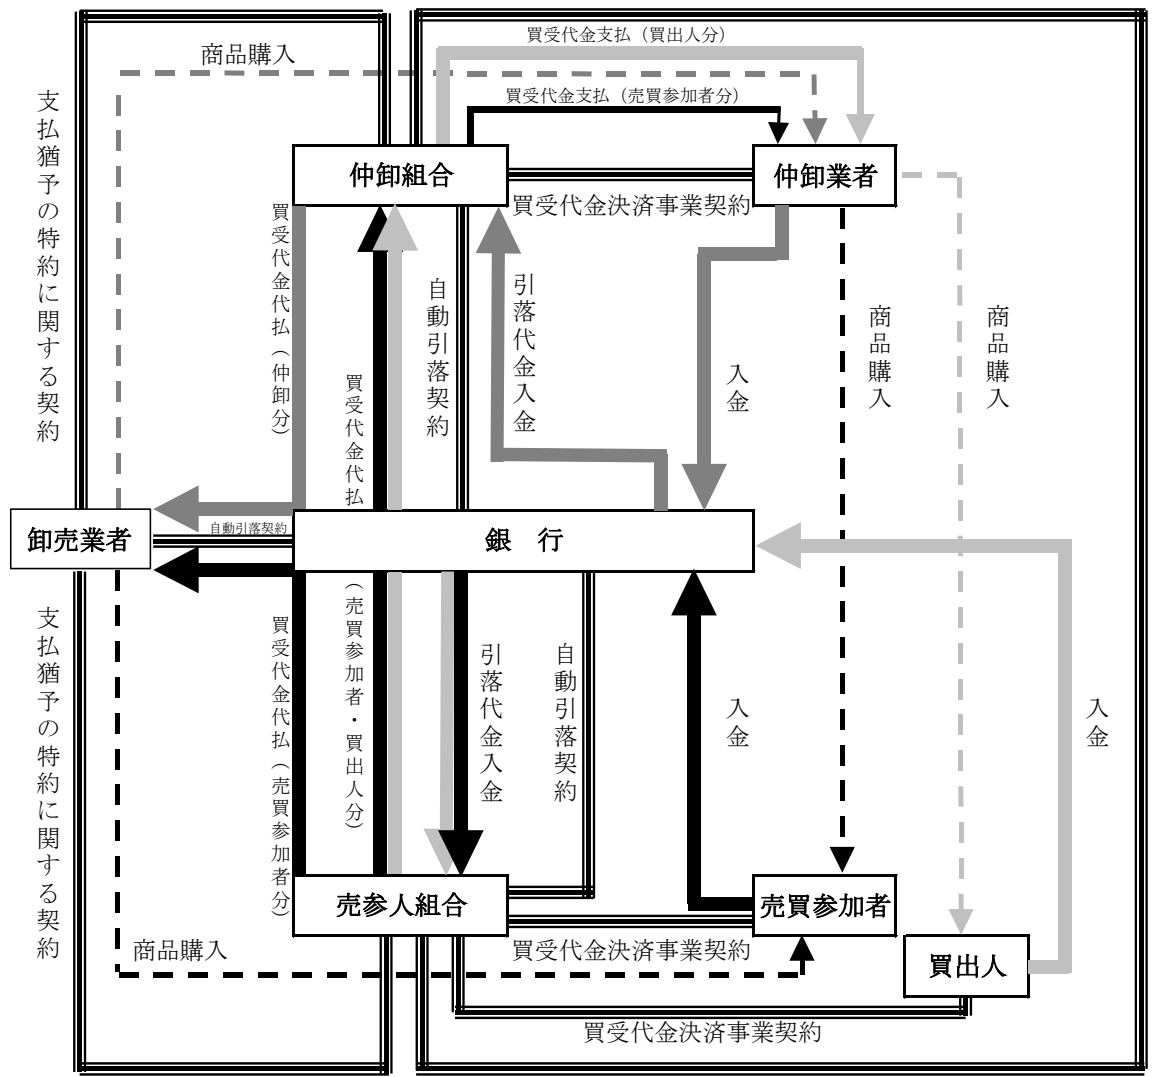 買受代金支払（買出人分）
商品購入
買受代金支払（売買参加者分）
支払猶予の特約に関する契約
仲卸組合
仲卸業者
買受代金決済事業契約
買受代金代払（仲卸分）
自動引落契約
引落代金入金
入金
商品購入
商品購入
買受代金代払（売買参加者・買出人分）
自動引落契約
卸売業者
銀　行
支払猶予の特約に関する契約
買受代金代払（売買参加者分）
引落代金入金
自動引落契約
入金
入金
売参人組合
売買参加者
商品購入
買受代金決済事業契約
買出人
買受代金決済事業契約